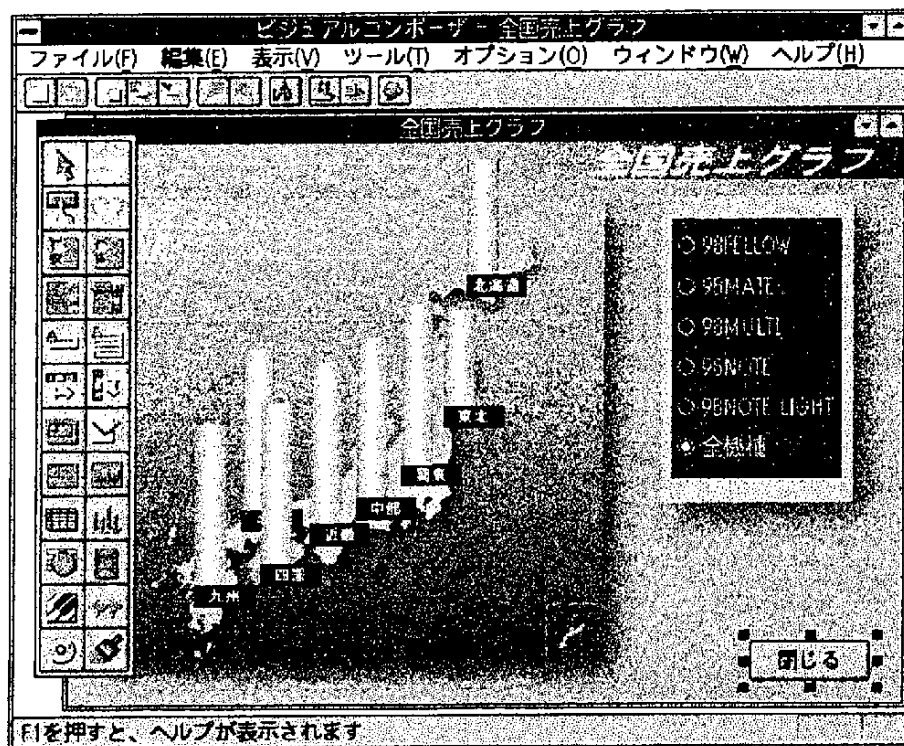 ビジュアルコンポーザ - 全国売上グラフ
ファイル(F) 編集(E) 表示(V) ツール(T) オプション(O) ウィンドウ(W) ヘルプ(H)
全国売上グラフ
全国売上グラフ
北海道
東北
関東
中部
近畿
四国
九州
98FELLOW
98MATE
98MULTi
98NOTE
98NOTE LIGHT
全機種
閉じる
F1を押すと、ヘルプが表示されます